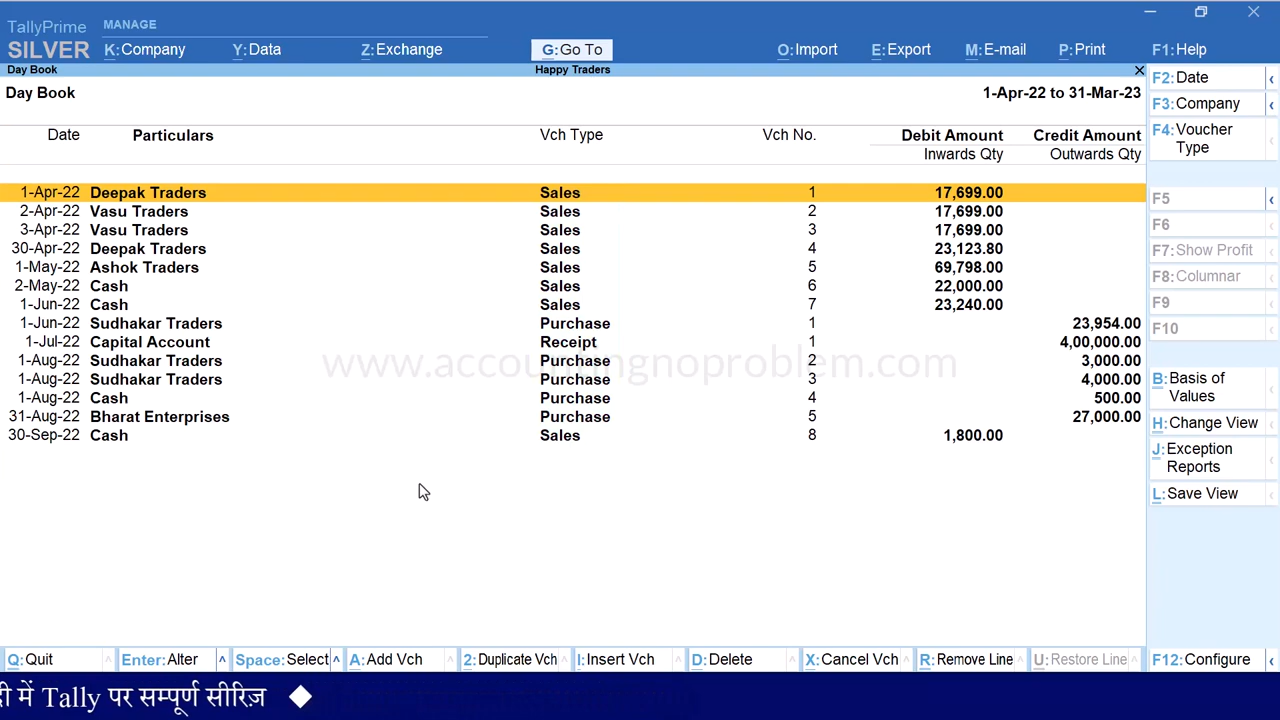 TallyPrime MANAGE
SILVER K:Company Y:Data Z:Exchange G:Go To O:Import E:Export M:E-mail P:Print F1:Help
Day Book Happy Traders
Day Book 1-Apr-22 to 31-Mar-23
Date Particulars Vch Type Vch No. Debit Amount Credit Amount
Inwards Qty Outwards Qty
1-Apr-22 Deepak Traders Sales 1 17,699.00
2-Apr-22 Vasu Traders Sales 2 17,699.00
3-Apr-22 Vasu Traders Sales 3 17,699.00
30-Apr-22 Deepak Traders Sales 4 23,123.80
1-May-22 Ashok Traders Sales 5 69,798.00
2-May-22 Cash Sales 6 22,000.00
1-Jun-22 Cash Sales 7 23,240.00
1-Jun-22 Sudhakar Traders Purchase 1 23,954.00
1-Jul-22 Capital Account Receipt 1 4,00,000.00
1-Aug-22 Sudhakar Traders Purchase 2 3,000.00
www.accountingnoproblem.com
1-Aug-22 Sudhakar Traders Purchase 3 4,000.00
1-Aug-22 Cash Purchase 4 500.00
31-Aug-22 Bharat Enterprises Purchase 5 27,000.00
30-Sep-22 Cash Sales 8 1,800.00
F2:Date
F3:Company
F4:Voucher
Type
F5
F6
F7:Show Profit
F8:Columnar
F9
F10
B:Basis of
Values
H:Change View
J:Exception
Reports
L:Save View
Q:Quit Enter:Alter Space:Select A:Add Vch 2:Duplicate Vch I:Insert Vch D:Delete X:Cancel Vch R:Remove Line U:Restore Line F12:Configure
दी में Tally पर सम्पूर्ण सीरिज़